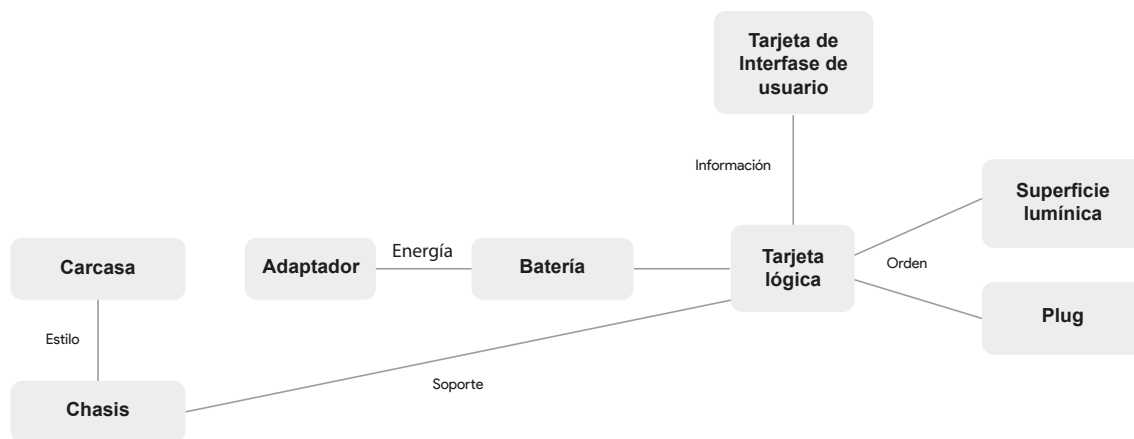 Tarjeta de
Interfase de
usuario
Información
Superficie
lumínica
Carcasa
Adaptador
Energía
Batería
Tarjeta
lógica
Orden
Plug
Estilo
Soporte
Chasis